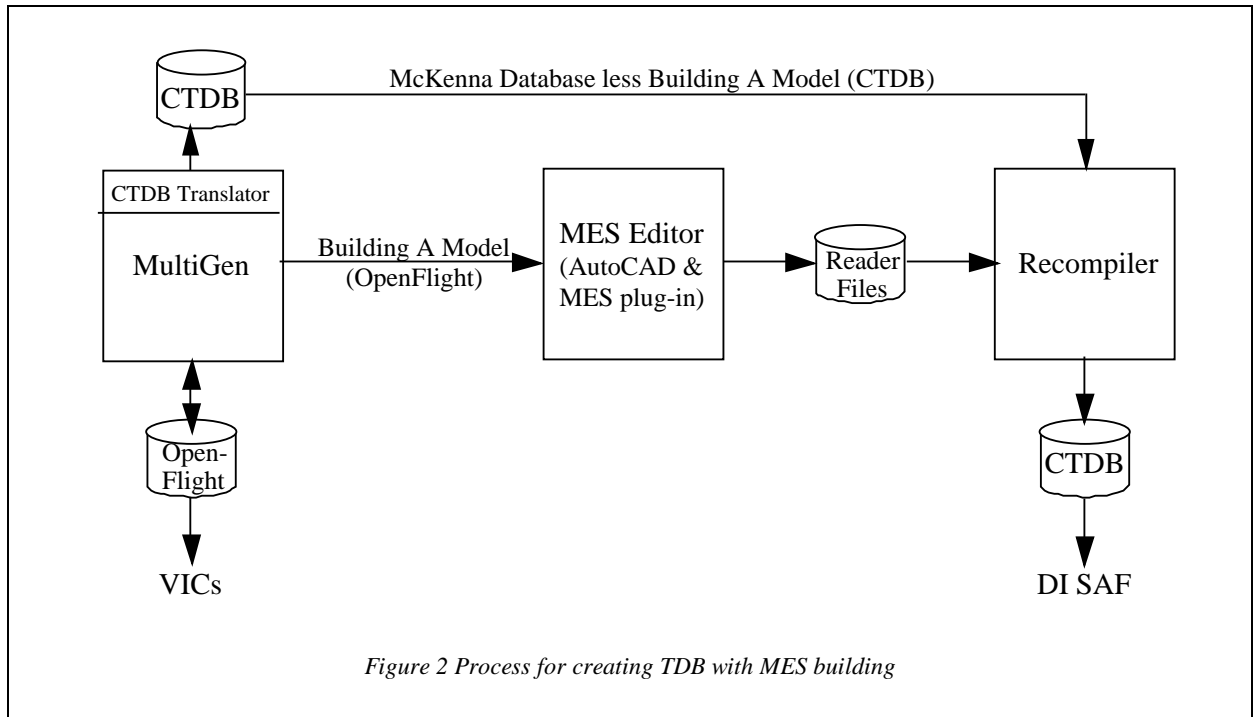 CTDB
McKenna Database less Building A Model (CTDB)
CTDB Translator
MultiGen
Building A Model
(OpenFlight)
MES Editor
(AutoCAD &
MES plug-in)
Reader
Files
Recompiler
Open-
Flight
CTDB
VICs
DI SAF
Figure 2 Process for creating TDB with MES building